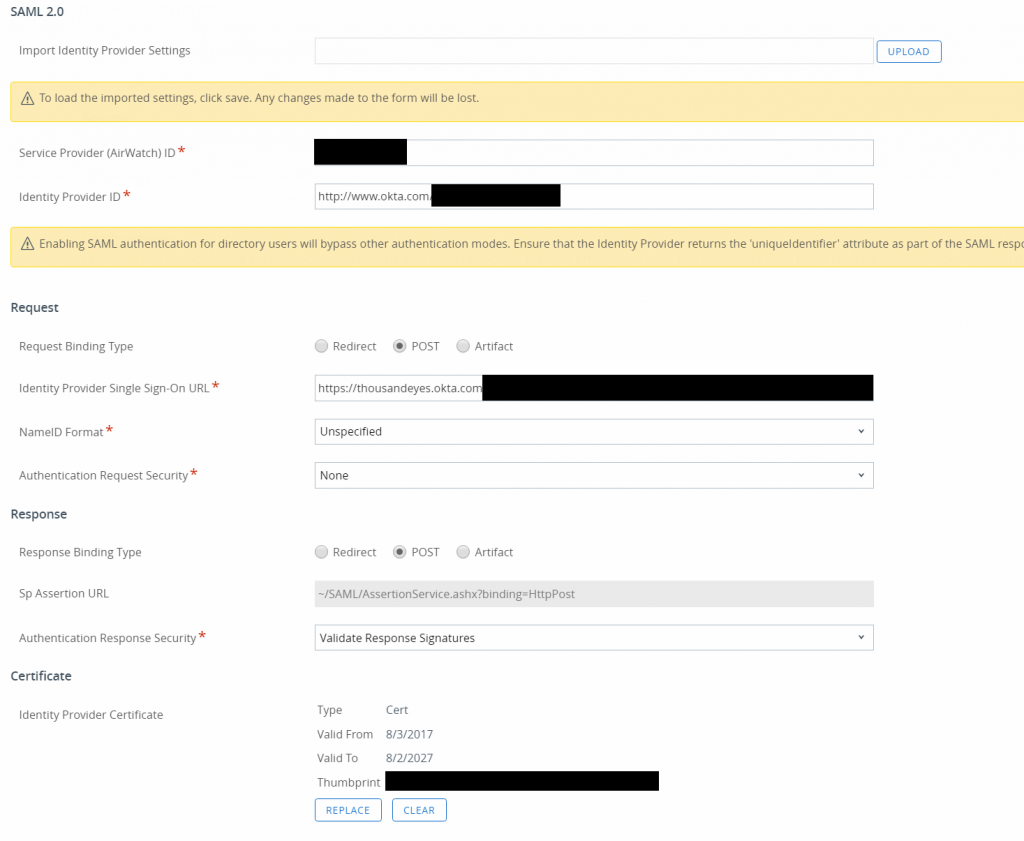 SAML 2.0
Import Identity Provider Settings UPLOAD
To load the imported settings, click save. Any changes made to the form will be lost.
Service Provider (AirWatch) ID *
Identity Provider ID * http://www.okta.com/
Enabling SAML authentication for directory users will bypass other authentication modes. Ensure that the Identity Provider returns the 'uniqueIdentifier' attribute as part of the SAML
Request
Request Binding Type Redirect POST Artifact
Identity Provider Single Sign-On URL * https://thousandeyes.okta.com
NameID Format * Unspecified
Authentication Request Security * None
Response
Response Binding Type Redirect POST Artifact
Sp Assertion URL ~/SAML/AssertionService.ashx?binding=HttpPost
Authentication Response Security * Validate Response Signatures
Certificate
Identity Provider Certificate Type Cert
Valid From 8/3/2017
Valid To 8/2/2027
Thumbprint
REPLACE CLEAR